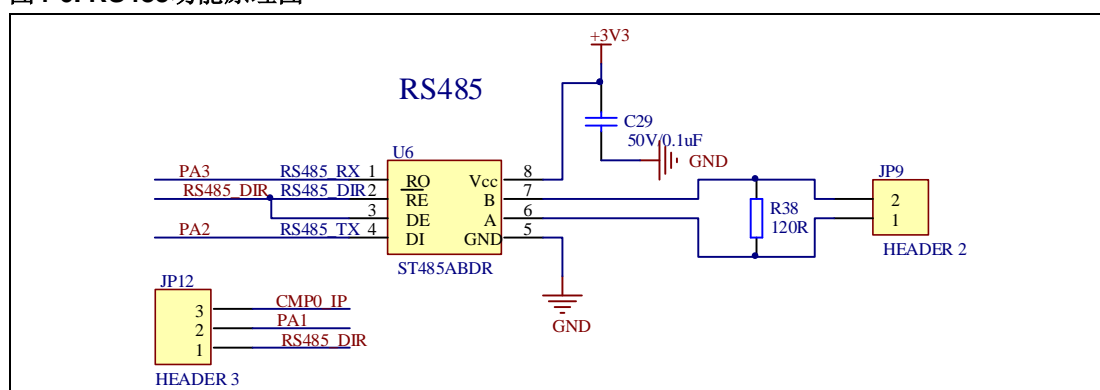 +3V3
RS485
C29
50V/0.1uF
GND
U6
PA3 RS485_RX 1 RO Vcc 8
RS485_DIR RS485_DIR 2 RE B 7
3 DE A 6
PA2 RS485_TX 4 DI GND 5
ST485ABDR
R38
120R
JP9
2
1
HEADER 2
GND
JP12
3 CMP0_IP
2 PA1
1 RS485_DIR
HEADER 3